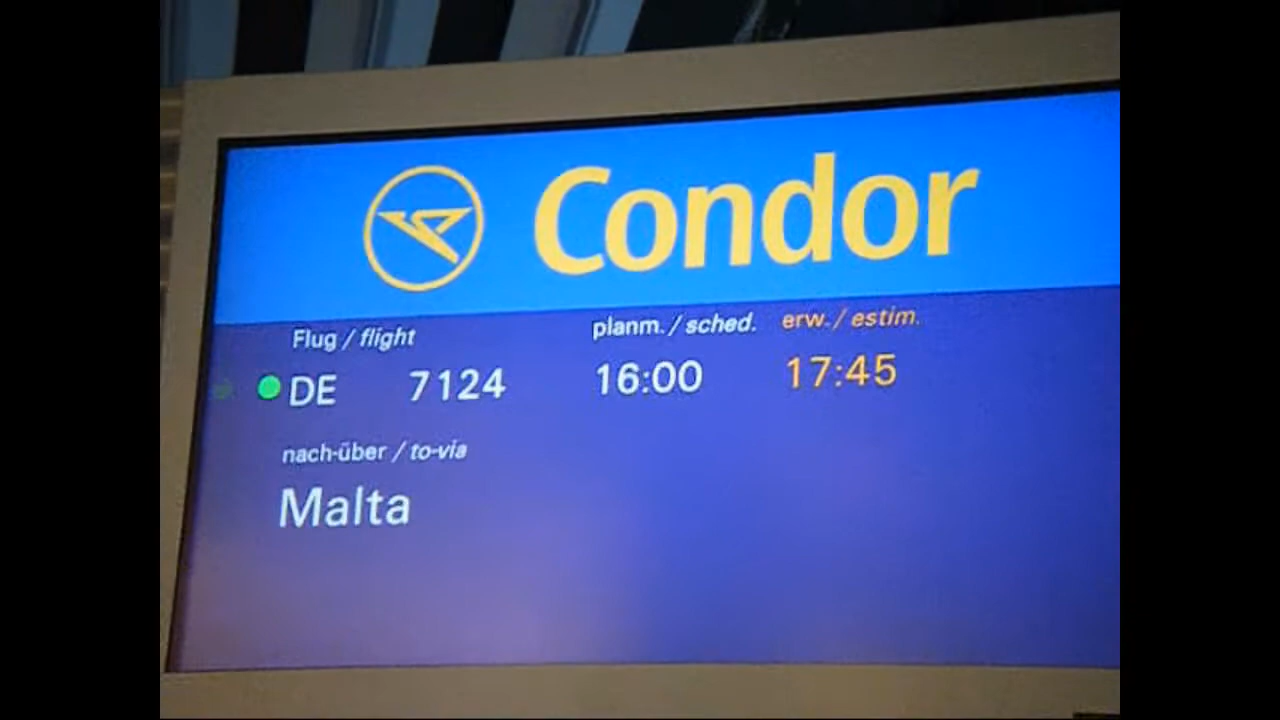 Condor
Flug / flight planm. / sched. erw. / estim.
DE 7124 16:00 17:45
nach-über / to-via
Malta